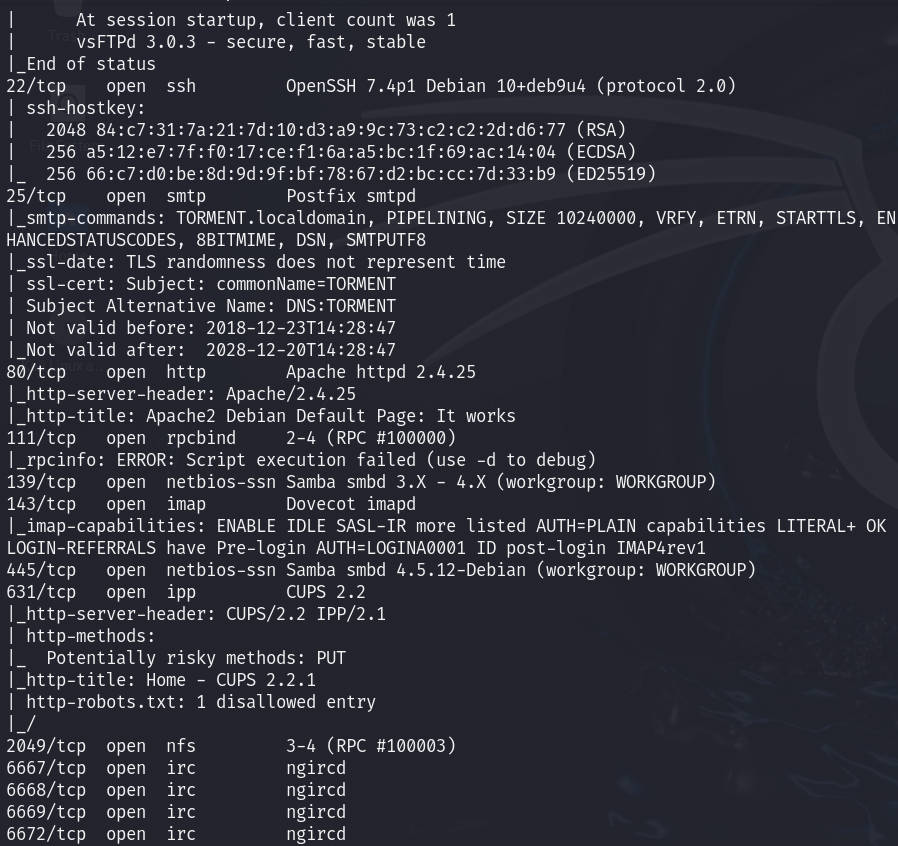 |      At session startup, client count was 1
|      vsFTPd 3.0.3 - secure, fast, stable
|_End of status
22/tcp    open  ssh         OpenSSH 7.4p1 Debian 10+deb9u4 (protocol 2.0)
| ssh-hostkey:
|   2048 84:c7:31:7a:21:7d:10:d3:a9:9c:73:c2:c2:2d:d6:77 (RSA)
|   256 a5:12:e7:7f:f0:17:ce:f1:6a:a5:bc:1f:69:ac:14:04 (ECDSA)
|_  256 66:c7:d0:be:8d:9d:9f:bf:78:67:d2:bc:cc:7d:33:b9 (ED25519)
25/tcp    open  smtp        Postfix smtpd
|_smtp-commands: TORMENT.localdomain, PIPELINING, SIZE 10240000, VRFY, ETRN, STARTTLS, EN
HANCEDSTATUSCODES, 8BITMIME, DSN, SMTPUTF8
|_ssl-date: TLS randomness does not represent time
| ssl-cert: Subject: commonName=TORMENT
| Subject Alternative Name: DNS:TORMENT
| Not valid before: 2018-12-23T14:28:47
|_Not valid after:  2028-12-20T14:28:47
80/tcp    open  http        Apache httpd 2.4.25
|_http-server-header: Apache/2.4.25
|_http-title: Apache2 Debian Default Page: It works
111/tcp   open  rpcbind     2-4 (RPC #100000)
|_rpcinfo: ERROR: Script execution failed (use -d to debug)
139/tcp   open  netbios-ssn Samba smbd 3.X - 4.X (workgroup: WORKGROUP)
143/tcp   open  imap        Dovecot imapd
|_imap-capabilities: ENABLE IDLE SASL-IR more listed AUTH=PLAIN capabilities LITERAL+ OK
LOGIN-REFERRALS have Pre-login AUTH=LOGINA0001 ID post-login IMAP4rev1
445/tcp   open  netbios-ssn Samba smbd 4.5.12-Debian (workgroup: WORKGROUP)
631/tcp   open  ipp         CUPS 2.2
|_http-server-header: CUPS/2.2 IPP/2.1
| http-methods:
|_  Potentially risky methods: PUT
|_http-title: Home - CUPS 2.2.1
| http-robots.txt: 1 disallowed entry
|_/
2049/tcp  open  nfs         3-4 (RPC #100003)
6667/tcp  open  irc         ngircd
6668/tcp  open  irc         ngircd
6669/tcp  open  irc         ngircd
6672/tcp  open  irc         ngircd